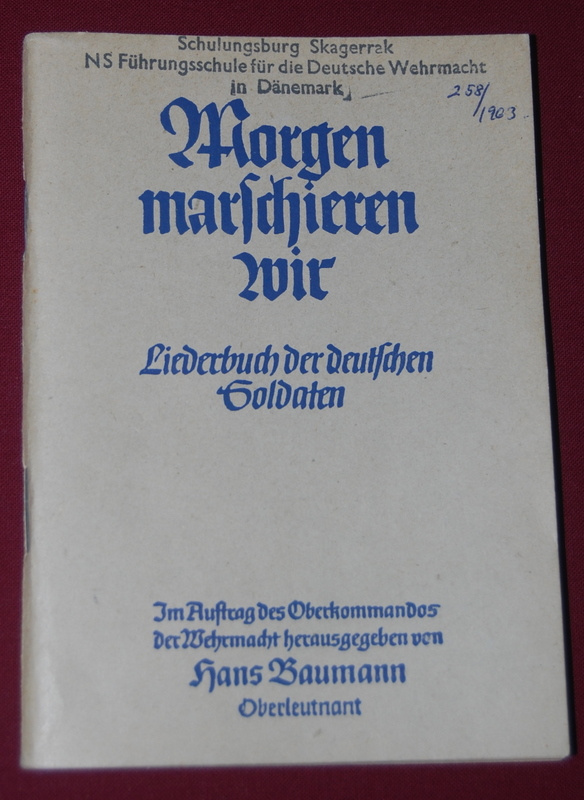 Schulungsburg Skagerrak
NS Führungsschule für die Deutsche Wehrmacht
in Dänemark
258/
1903
Morgen
marschieren
wir
Liederbuch der deutschen
Soldaten
Im Auftrag des Oberkommandos
der Wehrmacht herausgegeben von
Hans Baumann
Oberleutnant